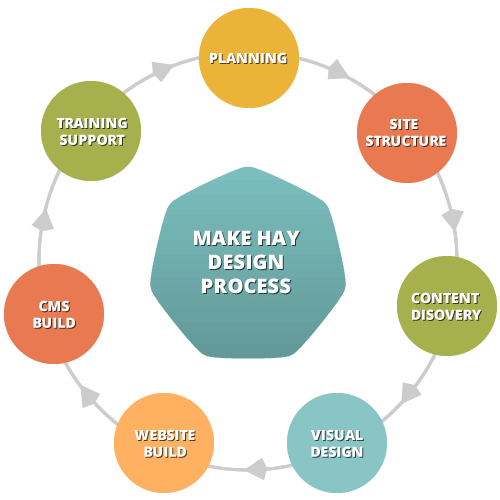 PLANNING
SITE
STRUCTURE
CONTENT
DISOVERY
VISUAL
DESIGN
WEBSITE
BUILD
CMS
BUILD
TRAINING
SUPPORT
MAKE HAY
DESIGN
PROCESS